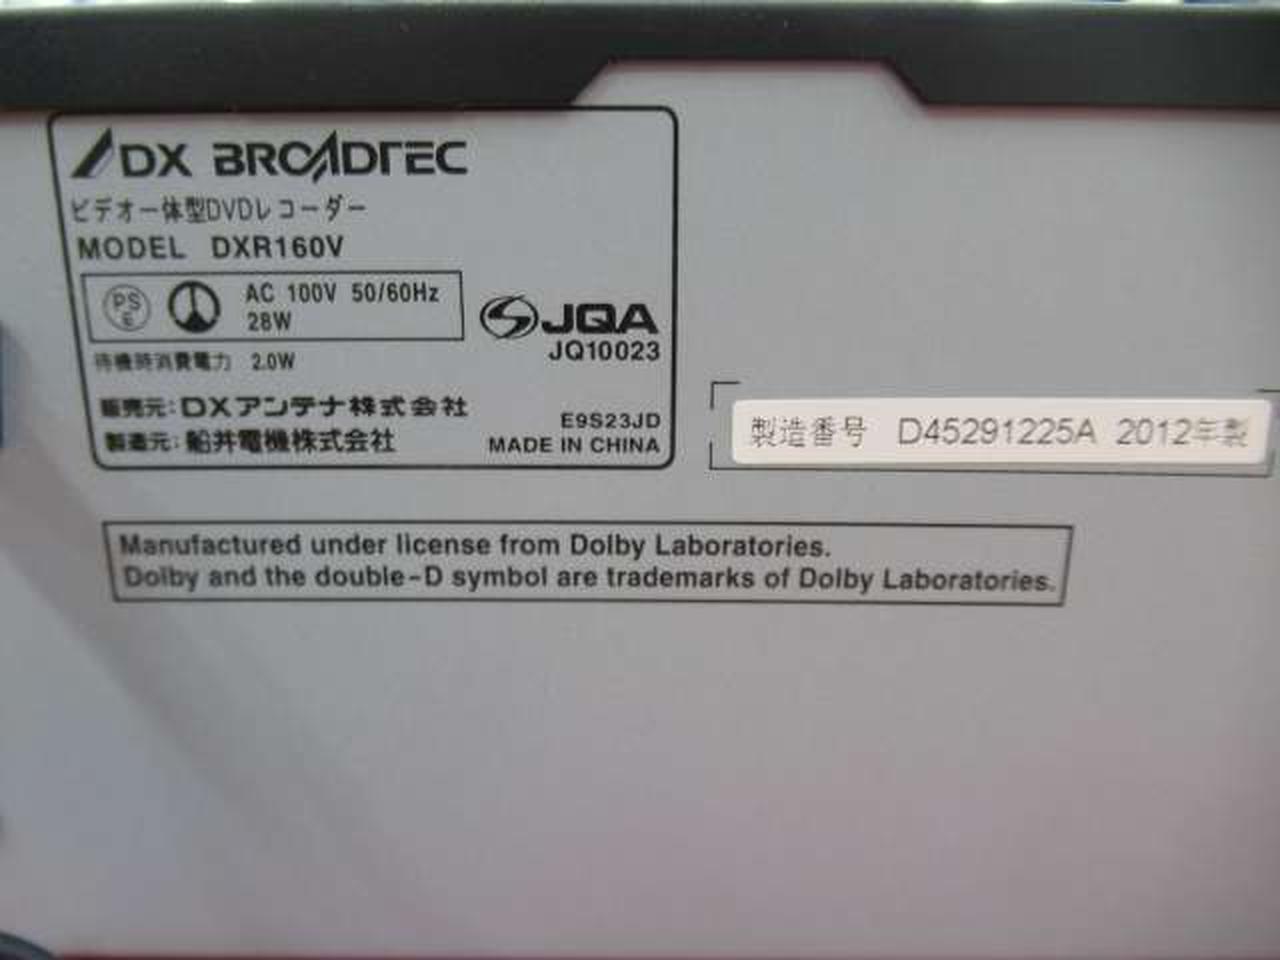 DX BROADTEC
ビデオ一体型DVDレコーダー
MODEL DXR160V
PS E
AC 100V 50/60Hz
28W
JQA
JQ10023
待機時消費電力 2.0W
販売元:DXアンテナ株式会社
製造元:船井電機株式会社
E9S23JD
MADE IN CHINA
製造番号 D45291225A 2012年製
Manufactured under license from Dolby Laboratories.
Dolby and the double-D symbol are trademarks of Dolby Laboratories.